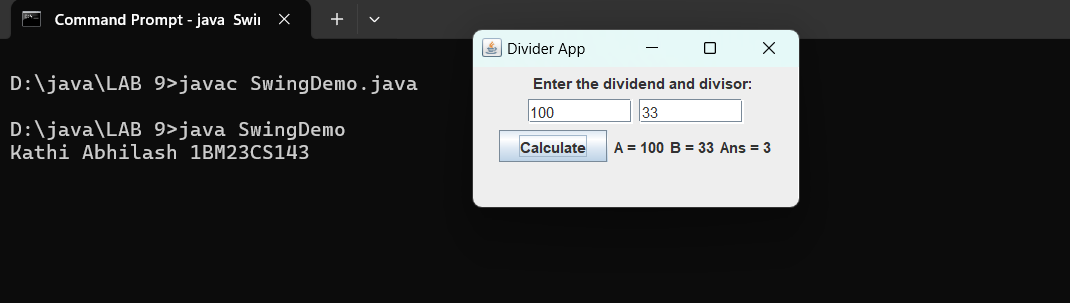 Command Prompt - java  Swin
D:\java\LAB 9>javac SwingDemo.java
D:\java\LAB 9>java SwingDemo
Kathi Abhilash 1BM23CS143
Divider App
Enter the dividend and divisor:
100 33
Calculate A = 100 B = 33 Ans = 3